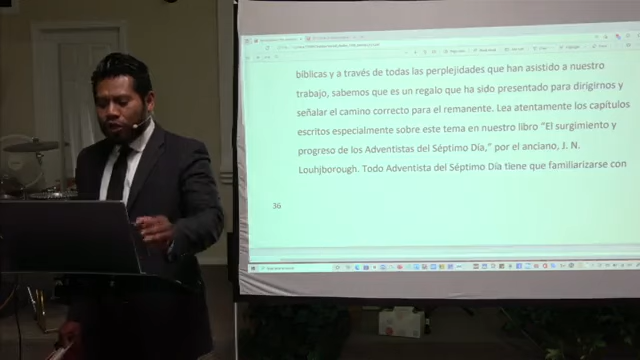 bíblicas y a través de todas las perplejidades que han asistido a nuestro
trabajo, sabemos que es un regalo que ha sido presentado para dirigirnos y
señalar el camino correcto para el remanente. Lea atentamente los capítulos
escritos especialmente sobre este tema en nuestro libro "El surgimiento y
progreso de los Adventistas del Séptimo Día," por el anciano, J. N.
Louhjborough. Todo Adventista del Séptimo Día tiene que familiarizarse con
36